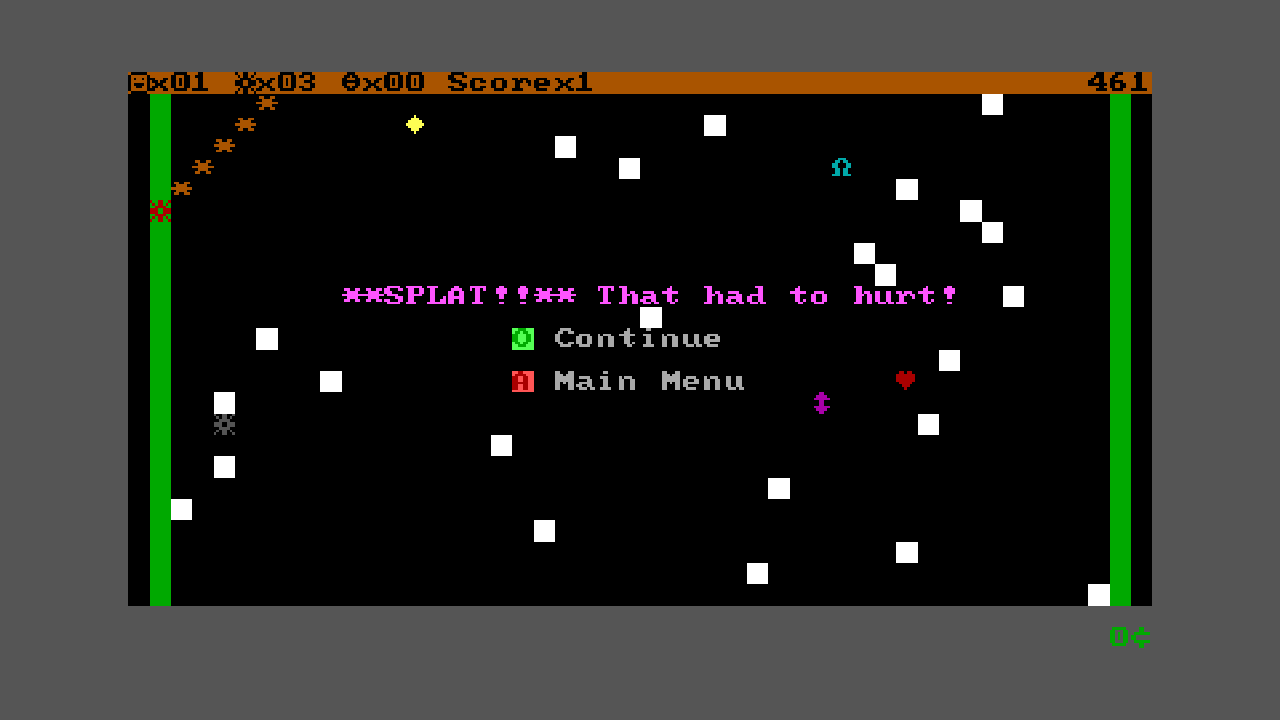 x01 x03 x00 Scorex1 461
**SPLAT!!** That had to hurt!
O Continue
A Main Menu
0¢